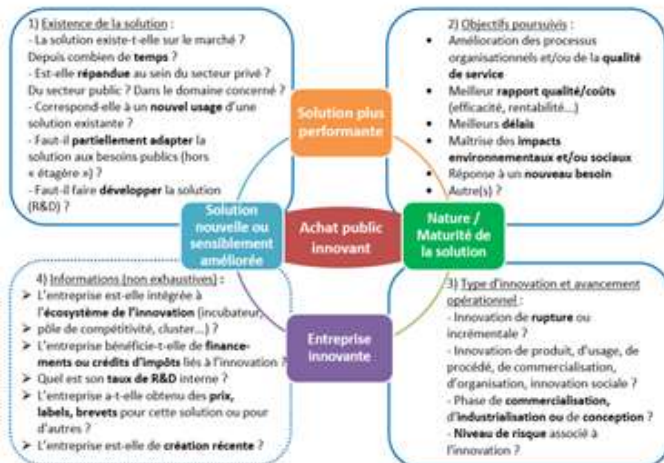 1) Existence de la solution :
- La solution existe-t-elle sur le marché ?
Depuis combien de temps ?
- Est-elle répandue au sein du secteur privé ?
Du secteur public ? Dans le domaine concerné ?
- Correspond-elle à un nouvel usage d'une
solution existante ?
- Faut-il partiellement adapter la
solution aux besoins publics (hors
« étagère ») ?
- Faut-il faire développer la solution
(R&D) ?
2) Objectifs poursuivis :
• Amélioration des processus
organisationnels et/ou de la qualité
de service
• Meilleur rapport qualité/coûts
(efficacité, rentabilité...)
• Meilleurs délais
• Maîtrise des impacts
environnementaux et/ou sociaux
• Réponse à un nouveau besoin
• Autre(s) ?
Solution plus
performante
Solution
nouvelle ou
sensiblement
améliorée
Achat public
innovant
Nature /
Maturité de
la solution
Entreprise
innovante
4) Informations (non exhaustives) :
➢ L'entreprise est-elle intégrée à
l'écosystème de l'innovation (incubateur,
➢ pôle de compétitivité, cluster...) ?
➢ L'entreprise bénéficie-t-elle de finance-
ments ou crédits d'impôts liés à l'innovation ?
➢ Quel est son taux de R&D interne ?
➢ L'entreprise a-t-elle obtenu des prix,
labels, brevets pour cette solution ou pour
d'autres ?
➢ L'entreprise est-elle de création récente ?
3) Type d'innovation et avancement
opérationnel :
- Innovation de rupture ou
incrémentale ?
- Innovation de produit, d'usage, de
procédé, de commercialisation,
d'organisation, innovation sociale ?
- Phase de commercialisation,
d'industrialisation ou de conception ?
- Niveau de risque associé à
l'innovation ?